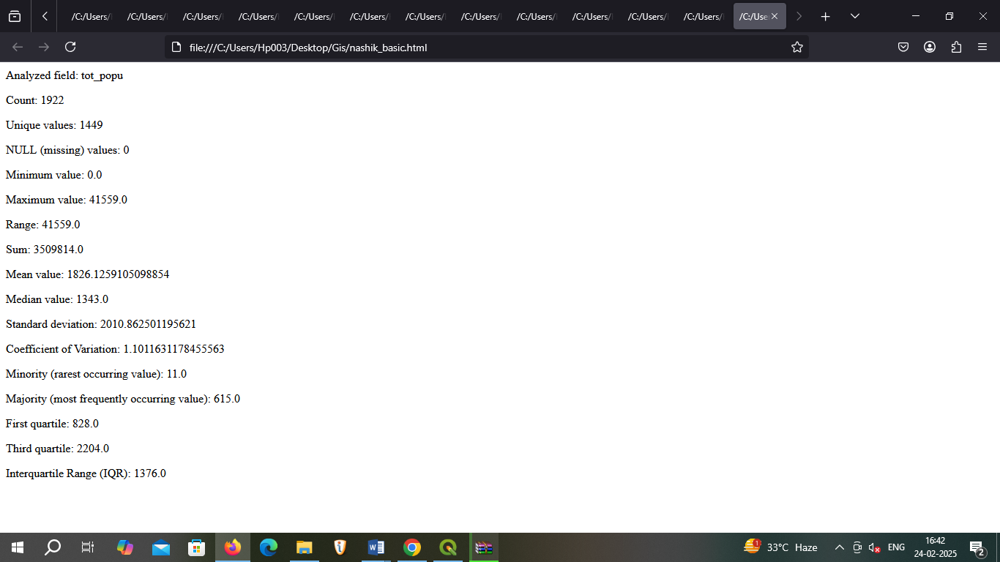 /C:/Users/ /C:/Users/ /C:/Users/ /C:/Users/ /C:/Users/ /C:/Users/ /C:/Users/ /C:/Users/ /C:/Users/ /C:/Users/ /C:/Users/ /C:/Users/ /C:/Use
file:///C:/Users/Hp003/Desktop/Gis/nashik_basic.html
Analyzed field: tot_popu
Count: 1922
Unique values: 1449
NULL (missing) values: 0
Minimum value: 0.0
Maximum value: 41559.0
Range: 41559.0
Sum: 3509814.0
Mean value: 1826.1259105098854
Median value: 1343.0
Standard deviation: 2010.862501195621
Coefficient of Variation: 1.1011631178455563
Minority (rarest occurring value): 11.0
Majority (most frequently occurring value): 615.0
First quartile: 828.0
Third quartile: 2204.0
Interquartile Range (IQR): 1376.0
1 33°C Haze ENG 16:42
24-02-2025 2